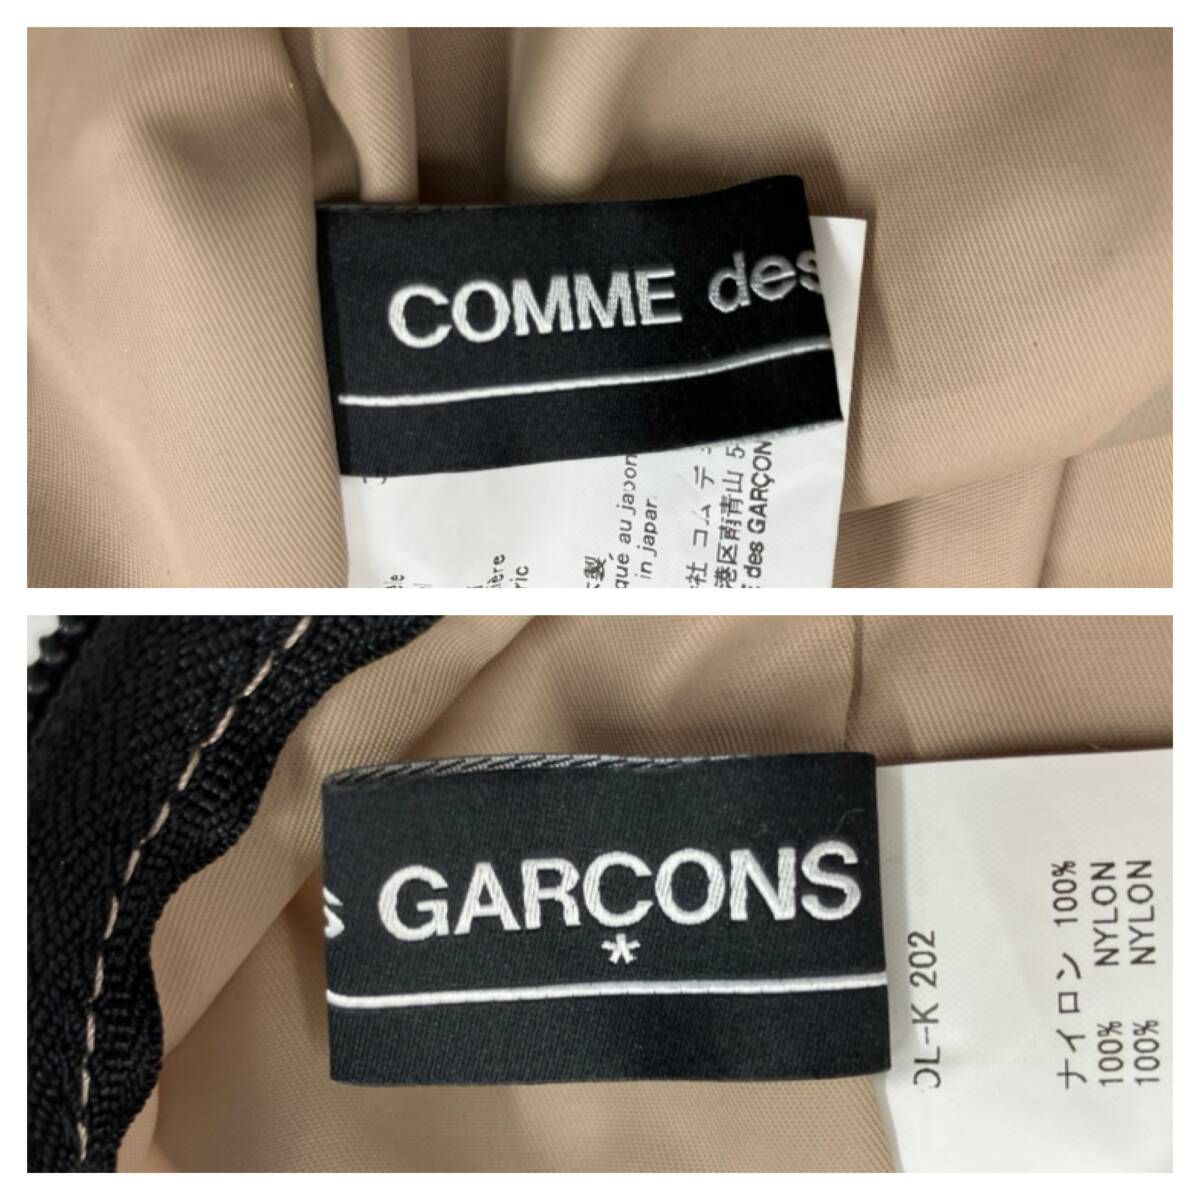 COMME des
ère
ric
製
qué au japon
in japan
社 コム デ
港区南青山 5
des GARÇON
s GARCONS
*
OL-K 202
ナイロン 100%
100% NYLON
100% NYLON